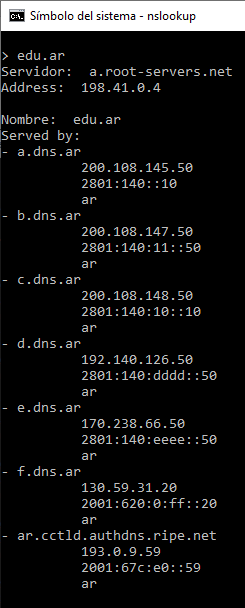 Símbolo del sistema - nslookup
> edu.ar
Servidor:  a.root-servers.net
Address:  198.41.0.4
Nombre:  edu.ar
Served by:
- a.dns.ar
200.108.145.50
2801:140::10
ar
- b.dns.ar
200.108.147.50
2801:140:11::50
ar
- c.dns.ar
200.108.148.50
2801:140:10::10
ar
- d.dns.ar
192.140.126.50
2801:140:dddd::50
ar
- e.dns.ar
170.238.66.50
2801:140:eeee::50
ar
- f.dns.ar
130.59.31.20
2001:620:0:ff::20
ar
- ar.cctld.authdns.ripe.net
193.0.9.59
2001:67c:e0::59
ar